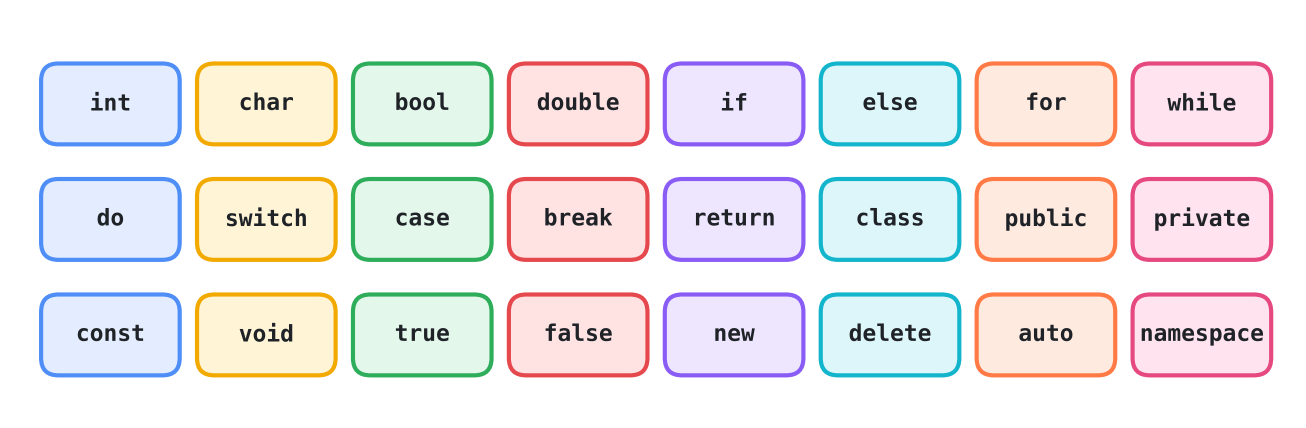 int char bool double if else for while
do switch case break return class public private
const void true false new delete auto namespace